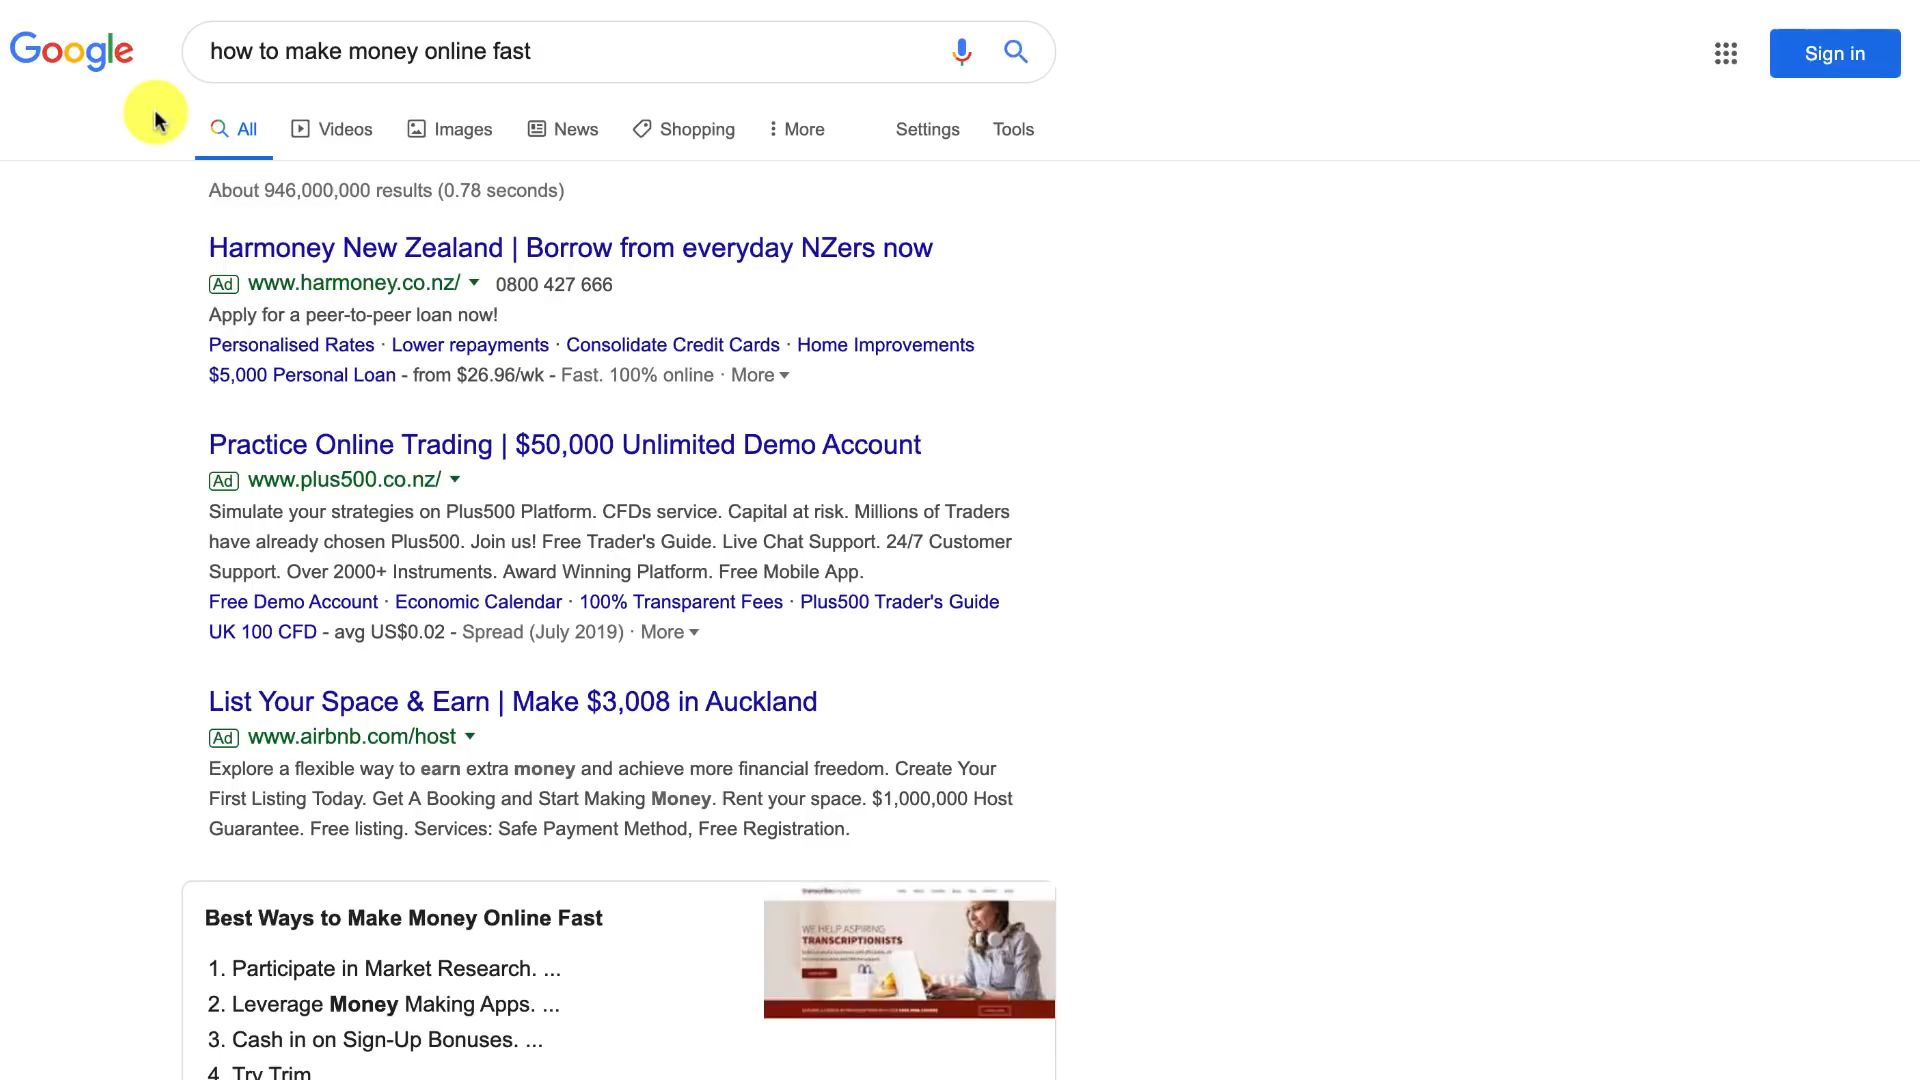 Google
how to make money online fast
Sign in
All
Videos
Images
News
Shopping
More
Settings
Tools
About 946,000,000 results (0.78 seconds)
Harmoney New Zealand | Borrow from everyday NZers now
Ad www.harmoney.co.nz/ 0800 427 666
Apply for a peer-to-peer loan now!
Personalised Rates · Lower repayments · Consolidate Credit Cards · Home Improvements
$5,000 Personal Loan - from $26.96/wk - Fast. 100% online · More
Practice Online Trading | $50,000 Unlimited Demo Account
Ad www.plus500.co.nz/
Simulate your strategies on Plus500 Platform. CFDs service. Capital at risk. Millions of Traders
have already chosen Plus500. Join us! Free Trader's Guide. Live Chat Support. 24/7 Customer
Support. Over 2000+ Instruments. Award Winning Platform. Free Mobile App.
Free Demo Account · Economic Calendar · 100% Transparent Fees · Plus500 Trader's Guide
UK 100 CFD - avg US$0.02 - Spread (July 2019) · More
List Your Space & Earn | Make $3,008 in Auckland
Ad www.airbnb.com/host
Explore a flexible way to earn extra money and achieve more financial freedom. Create Your
First Listing Today. Get A Booking and Start Making Money. Rent your space. $1,000,000 Host
Guarantee. Free listing. Services: Safe Payment Method, Free Registration.
Best Ways to Make Money Online Fast
1. Participate in Market Research. ...
2. Leverage Money Making Apps. ...
3. Cash in on Sign-Up Bonuses. ...
4. Try Trim
WE HELP ASPIRING
TRANSCRIPTIONISTS